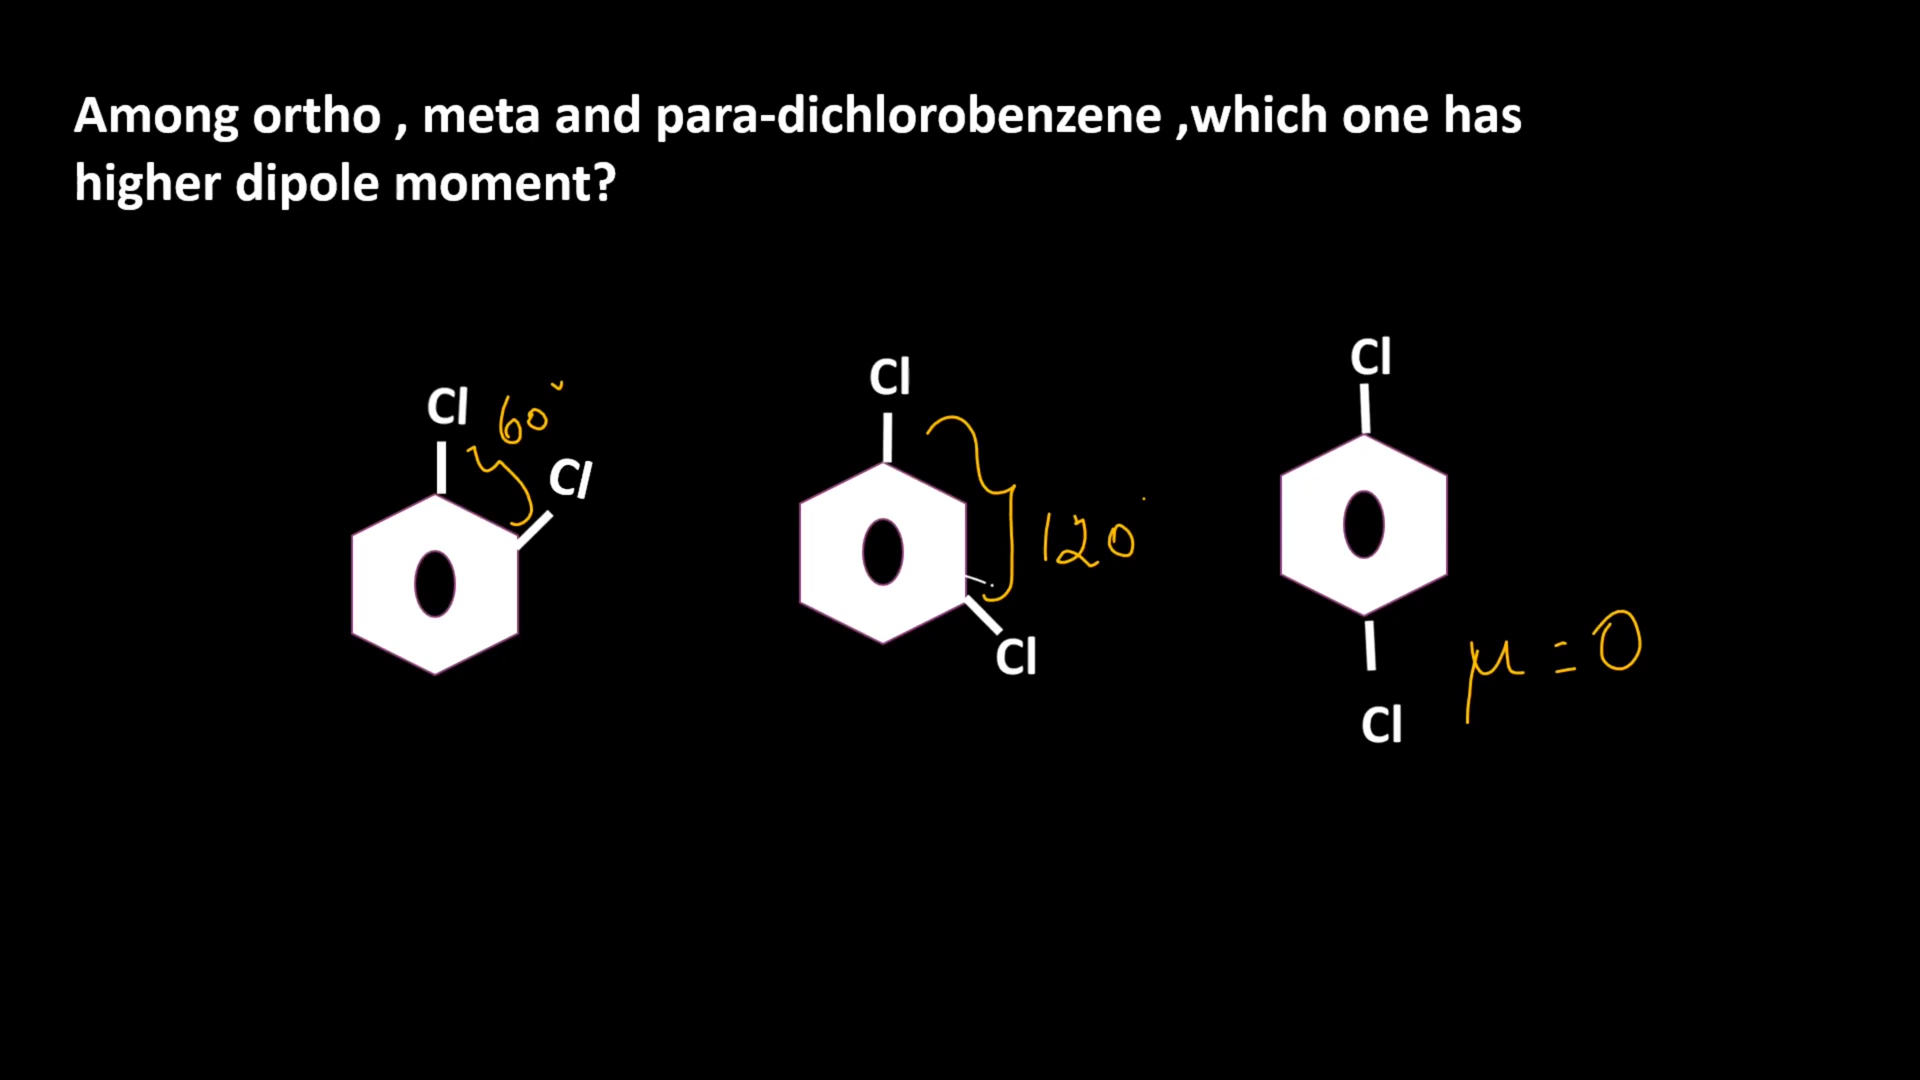 Among ortho , meta and para-dichlorobenzene ,which one has
higher dipole moment?
Cl
60°
Cl
Cl
120°
Cl
Cl
μ = 0
Cl